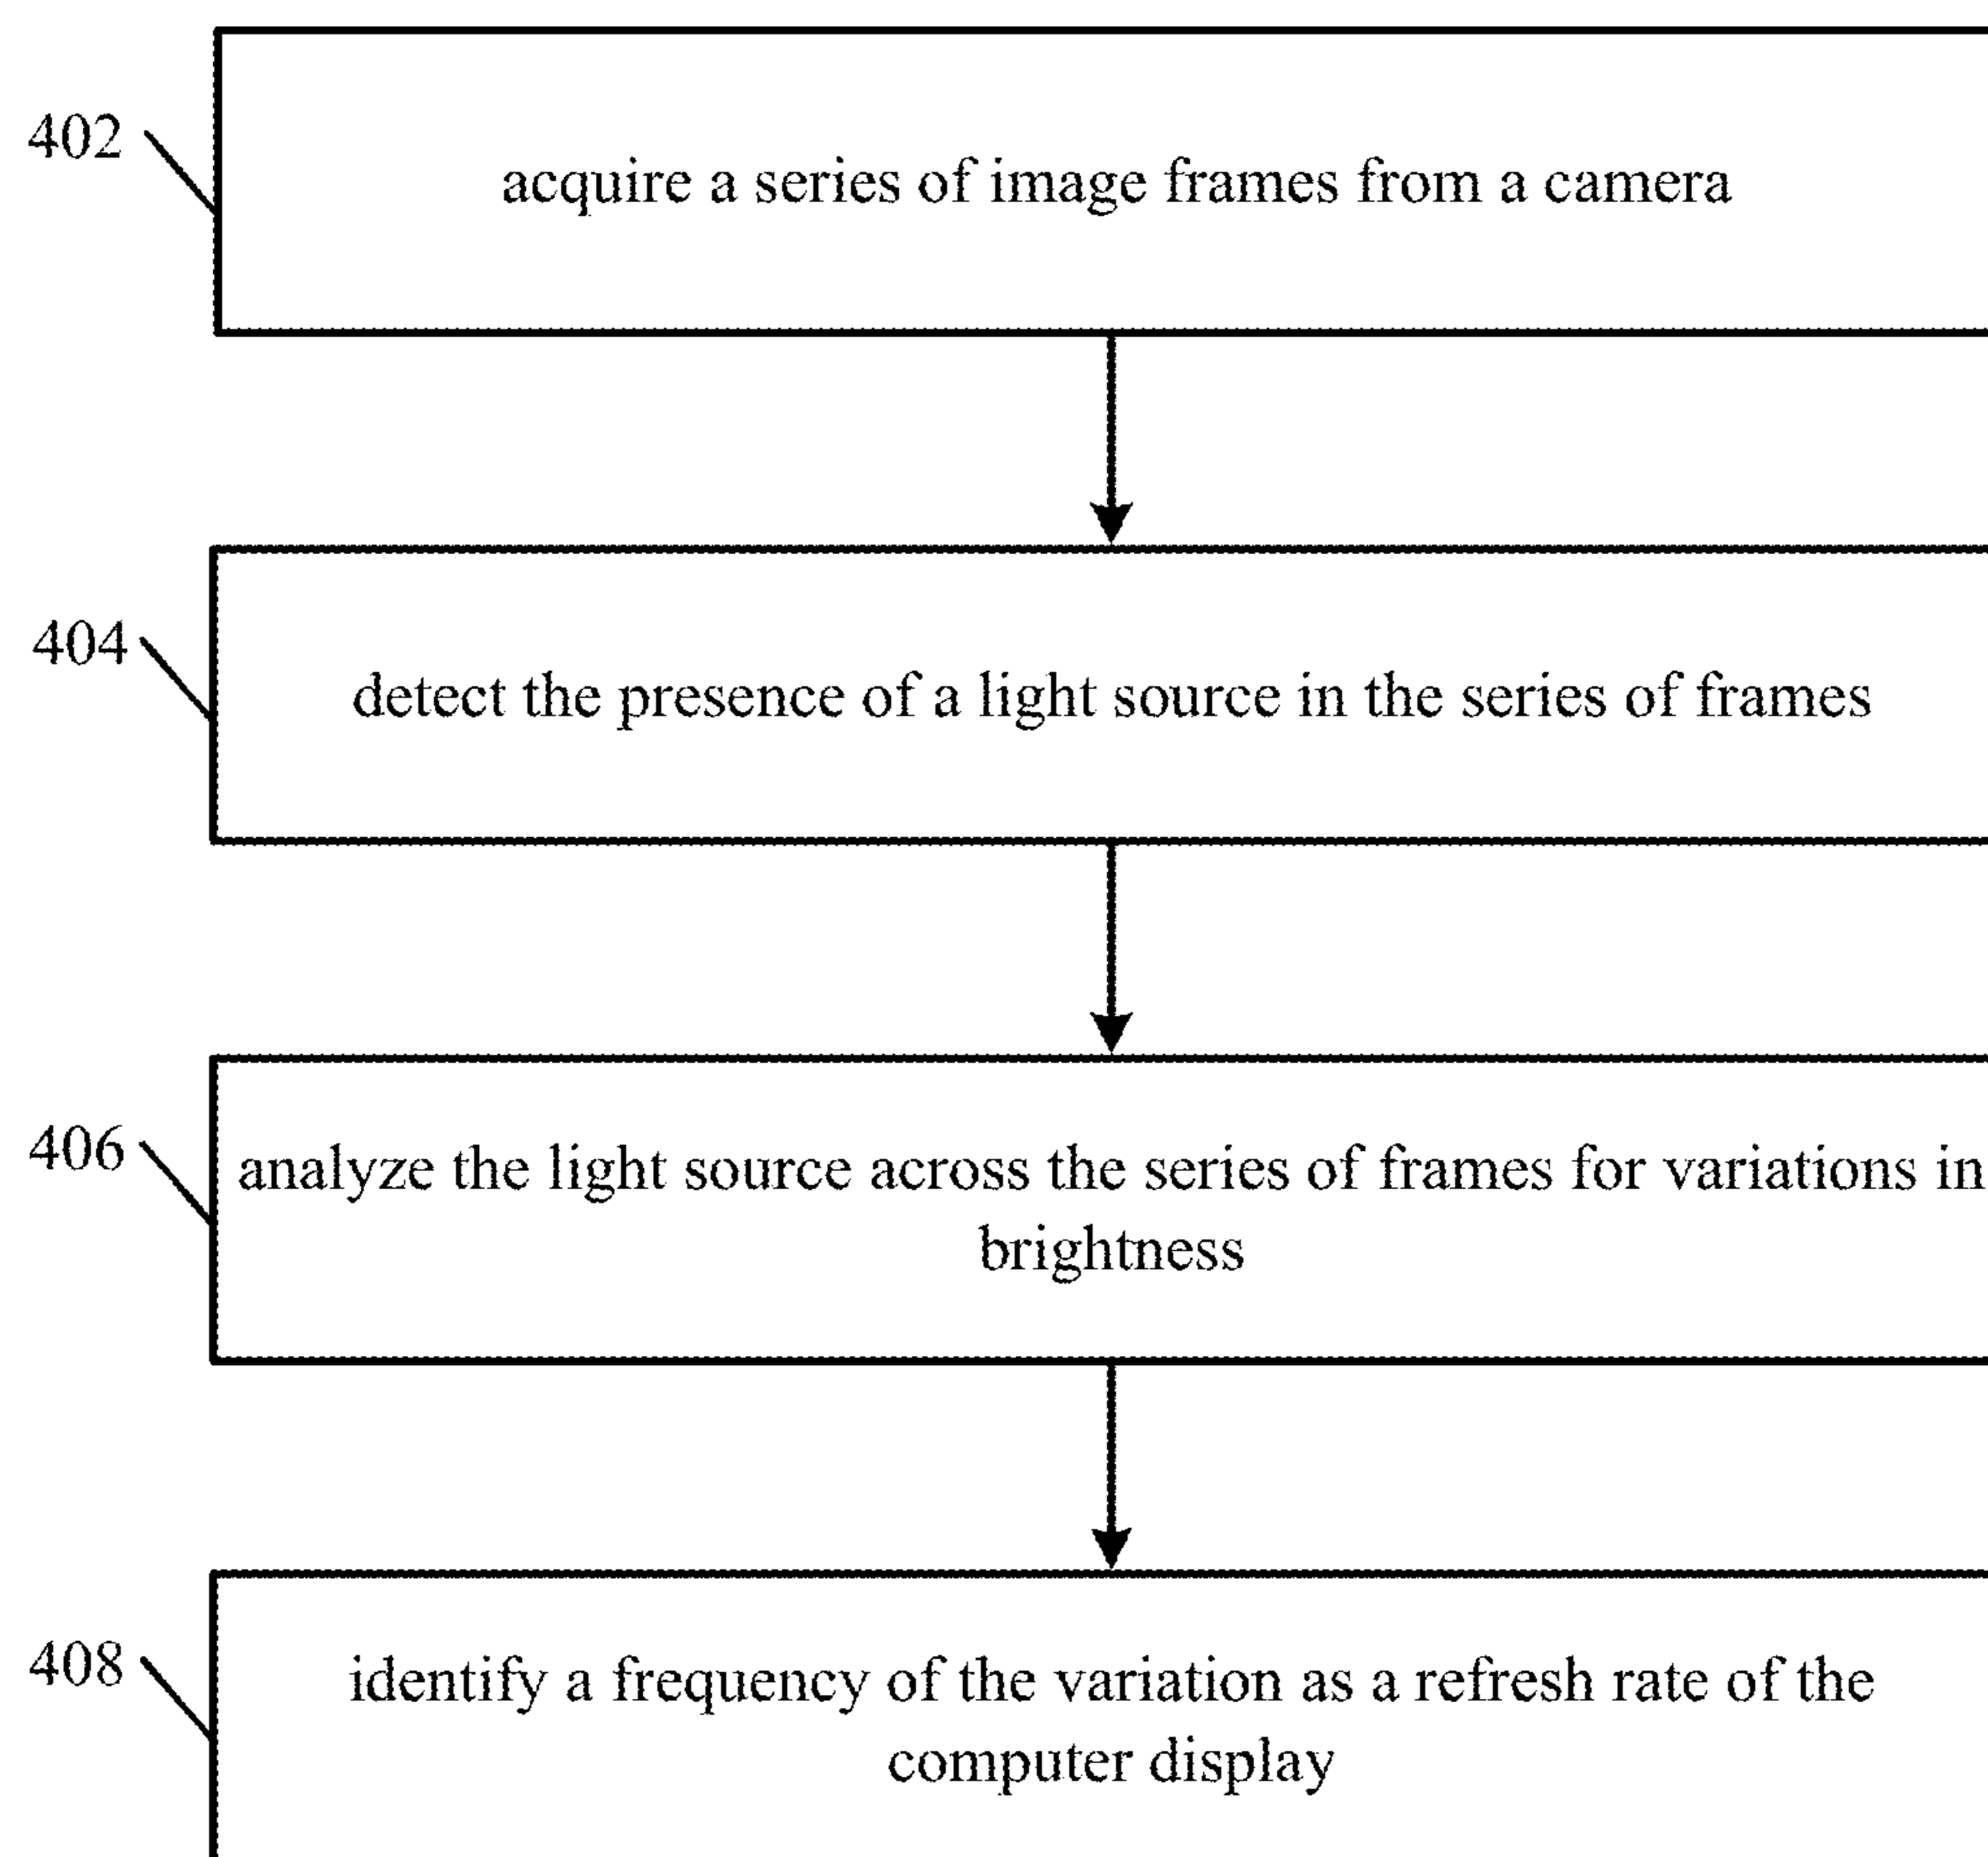 402
acquire a series of image frames from a camera
404
detect the presence of a light source in the series of frames
406
analyze the light source across the series of frames for variations in
brightness
408
identify a frequency of the variation as a refresh rate of the
computer display